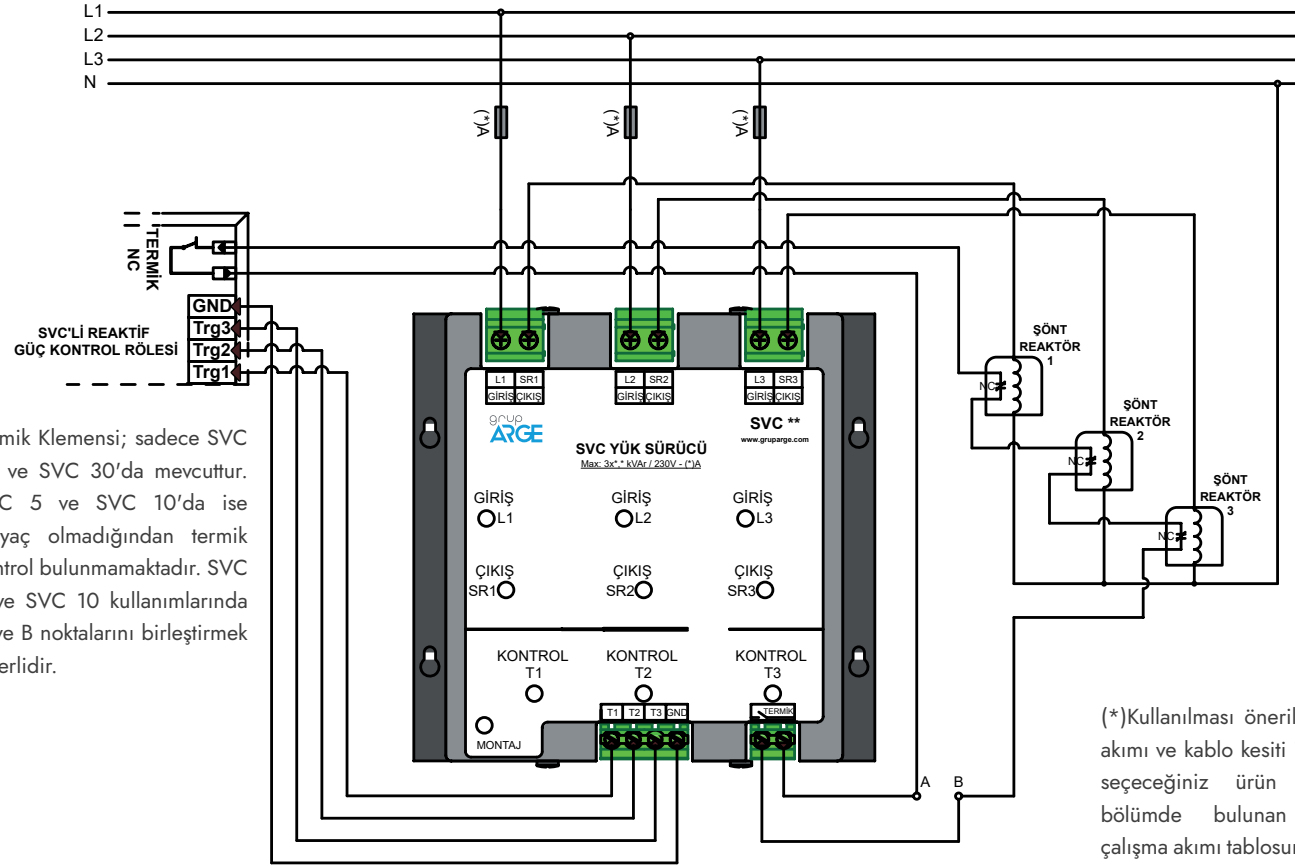 L1
L2
L3
N
(*)A
(*)A
(*)A
TERMİK
NC
GND
Trg3
Trg2
Trg1
SVC'Lİ REAKTİF
GÜÇ KONTROL RÖLESİ
mik Klemensi; sadece SVC
ve SVC 30'da mevcuttur.
C 5 ve SVC 10'da ise
yaç olmadığından termik
ntrol bulunmamaktadır. SVC
ve SVC 10 kullanımlarında
ve B noktalarını birleştirmek
erlidir.
L1 SR1
GİRİŞ ÇIKIŞ
L2 SR2
GİRİŞ ÇIKIŞ
L3 SR3
GİRİŞ ÇIKIŞ
grup
ARGE
SVC **
www.gruparge.com
SVC YÜK SÜRÜCÜ
Max: 3x*,* kVAr / 230V - (*)A
GİRİŞ
L1
GİRİŞ
L2
GİRİŞ
L3
ÇIKIŞ
SR1
ÇIKIŞ
SR2
ÇIKIŞ
SR3
KONTROL
T1
KONTROL
T2
KONTROL
T3
T1 T2 T3 GND
TERMİK
MONTAJ
ŞÖNT
REAKTÖR
1
NC
ŞÖNT
REAKTÖR
2
NC
ŞÖNT
REAKTÖR
3
NC
A B
(*)Kullanılması öneril
akımı ve kablo kesiti
seçeceğiniz ürün
bölümde bulunan
çalışma akımı tablosu